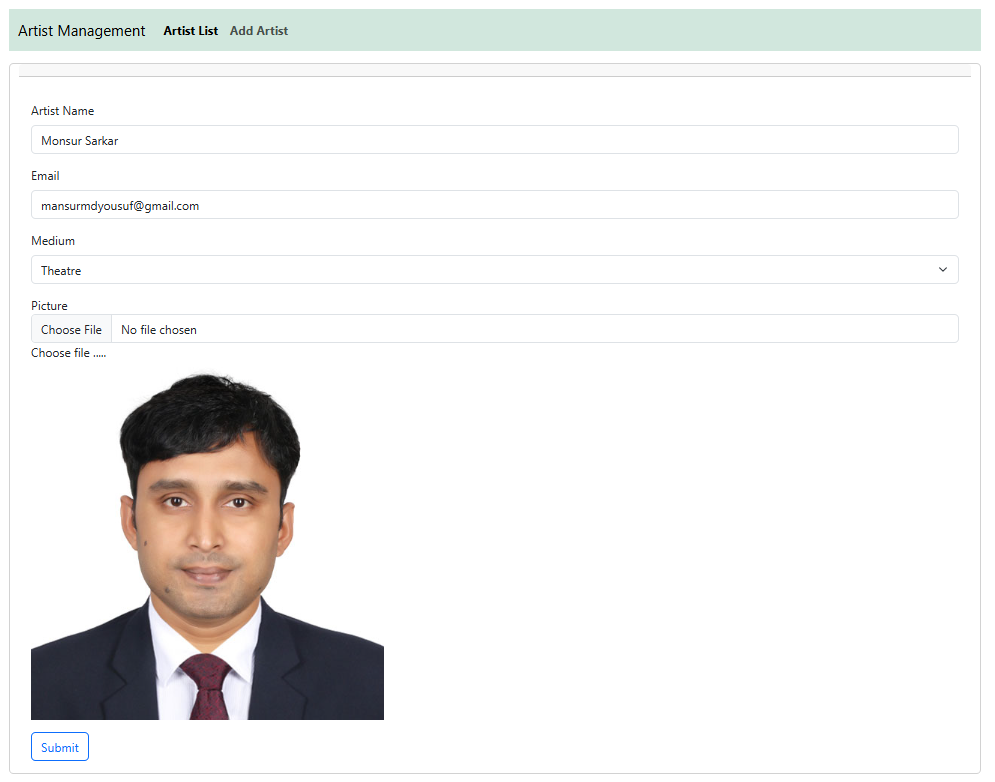 Artist Management Artist List Add Artist
Artist Name
Monsur Sarkar
Email
mansurmdyousuf@gmail.com
Medium
Theatre
Picture
Choose File No file chosen
Choose file .....
Submit